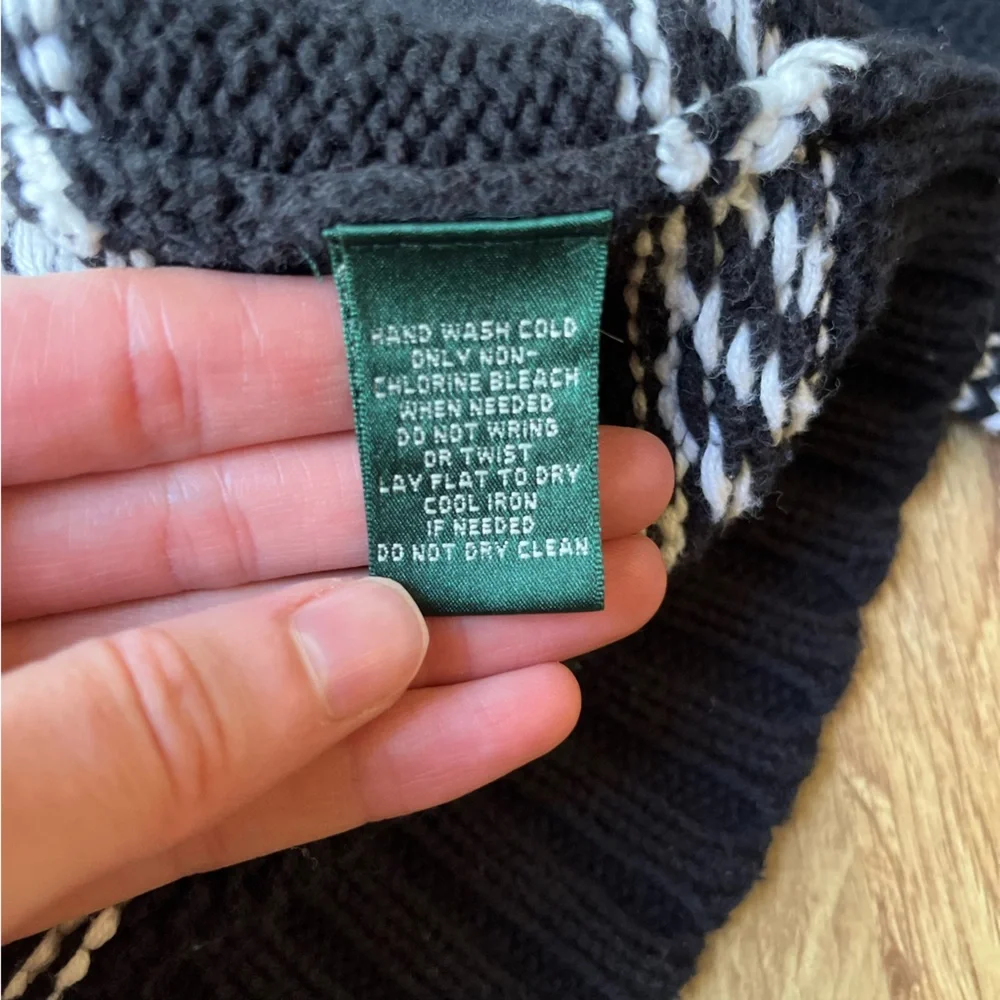 HAND WASH COLD
ONLY NON-
CHLORINE BLEACH
WHEN NEEDED
DO NOT WRING
OR TWIST
LAY FLAT TO DRY
COOL IRON
IF NEEDED
DO NOT DRY CLEAN